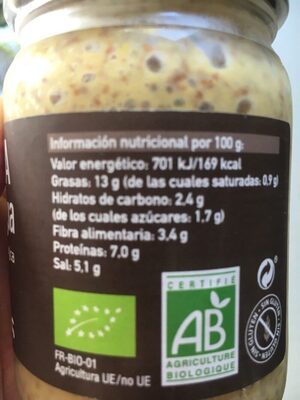 Información nutricional por 100 g:
Valor energético: 701 kJ/169 kcal
Grasas: 13 g (de las cuales saturadas: 0,9 g)
Hidratos de carbono: 2,4 g
(de los cuales azúcares: 1,7 g)
Fibra alimentaria: 3,4 g
Proteínas: 7,0 g
Sal: 5,1 g
CERTIFIÉ
AB
AGRICULTURE
BIOLOGIQUE
FR-BIO-01
Agricultura UE/no UE
SIN GLUTEN